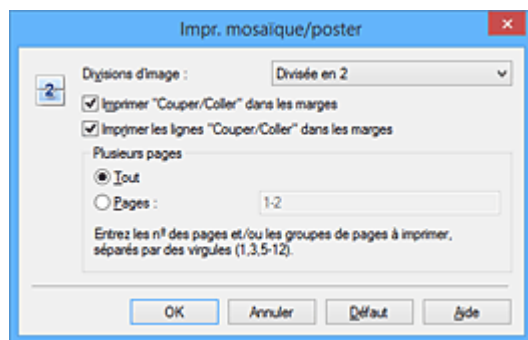 Impr. mosaïque/poster
Divisions d'image : Divisée en 2
-2-
Imprimer "Couper/Coller" dans les marges
Imprimer les lignes "Couper/Coller" dans les marges
Plusieurs pages
Tout
Pages : 1-2
Entrez les nº des pages et/ou les groupes de pages à imprimer,
séparés par des virgules (1,3,5-12).
OK Annuler Défaut Aide